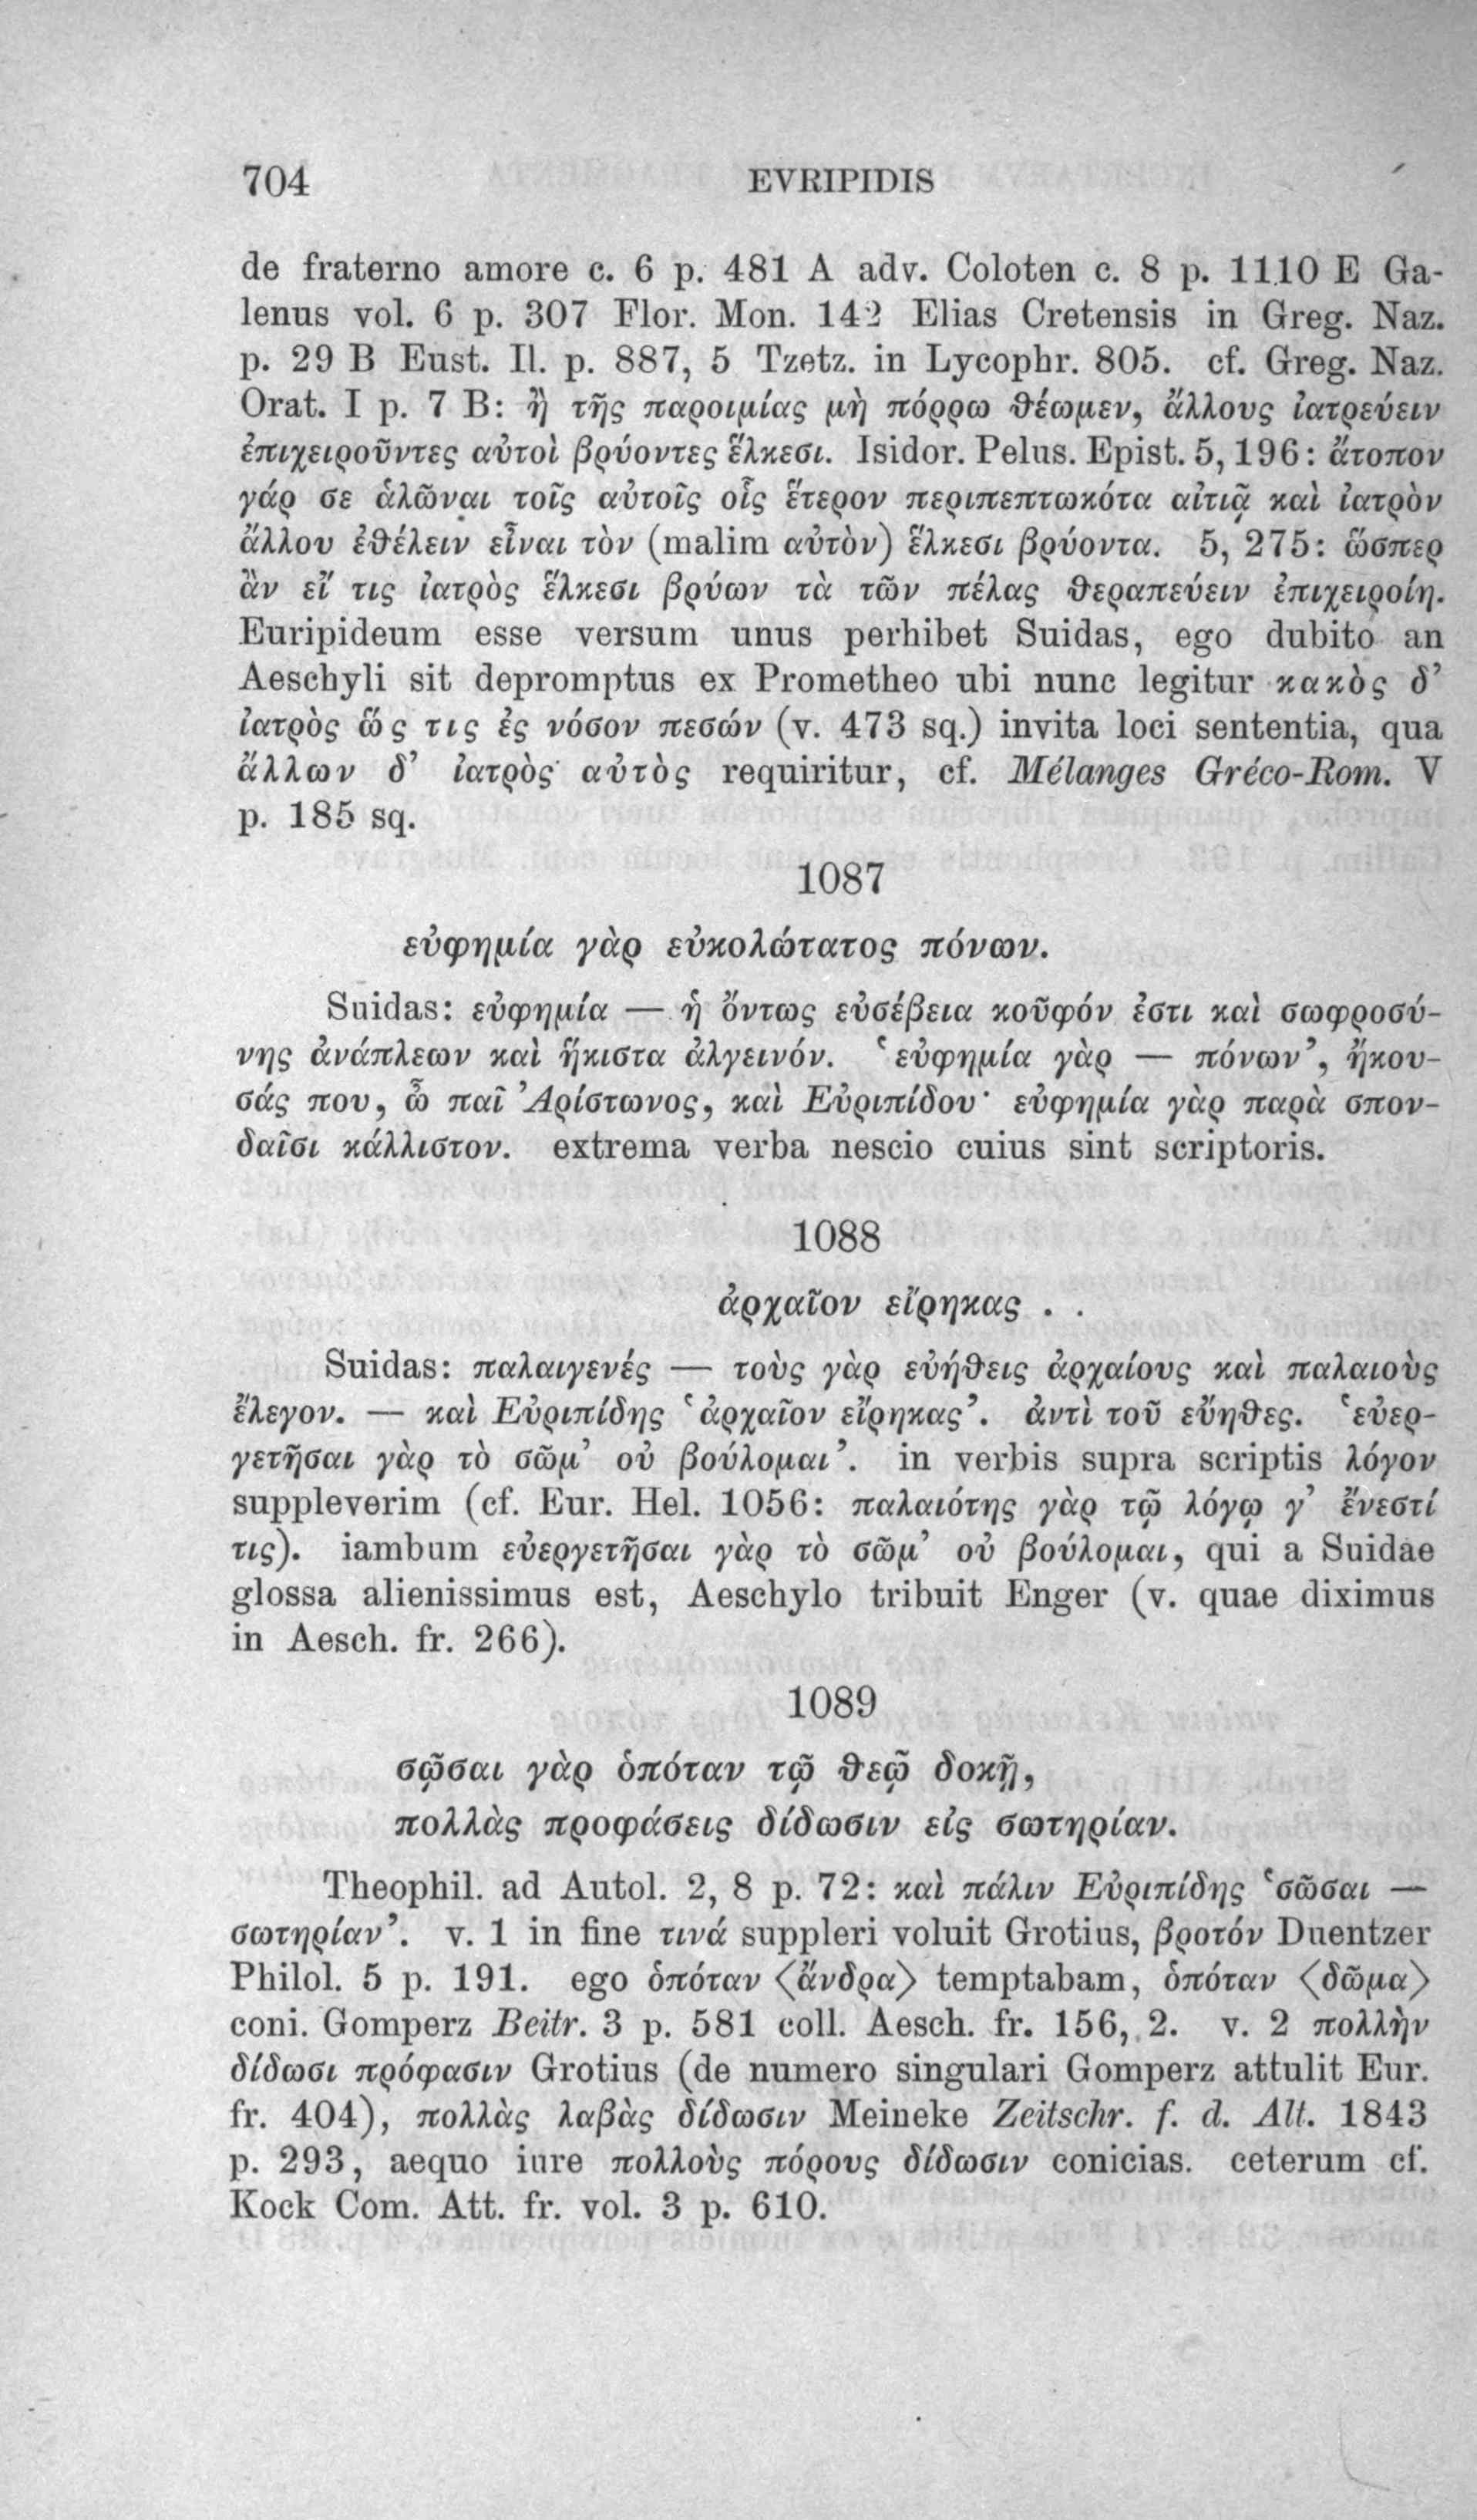 704 EVRIPIDIS
de fraterno amore c. 6 p. 481 A adv. Coloten c. 8 p. 1110 E Ga-
lenus vol. 6 p. 307 Flor. Mon. 142 Elias Cretensis in Greg. Naz.
p. 29 B Eust. Il. p. 887, 5 Tzetz. in Lycophr. 805. cf. Greg. Naz.
Orat. I p. 7 B: ἢ τῆς παροιμίας μὴ πόρρω θέωμεν, ἄλλους ἰατρεύειν
ἐπιχειροῦντες αὐτοὶ βρύοντες ἕλκεσι. Isidor. Pelus. Epist. 5, 196: ἄτοπον
γάρ σε ἁλῶναι τοῖς αὐτοῖς οἷς ἕτερον περιπεπτωκότα αἰτιᾷ καὶ ἰατρὸν
ἄλλου ἐθέλειν εἶναι τὸν (malim αὐτὸν) ἕλκεσι βρύοντα. 5, 275: ὥσπερ
ἂν εἴ τις ἰατρὸς ἕλκεσι βρύων τὰ τῶν πέλας θεραπεύειν ἐπιχειροίη.
Euripideum esse versum unus perhibet Suidas, ego dubito an
Aeschyli sit depromptus ex Prometheo ubi nunc legitur κακὸς δ’
ἰατρὸς ὥς τις ἐς νόσον πεσών (v. 473 sq.) invita loci sententia, qua
ἄλλων δ’ ἰατρὸς αὐτὸς requiritur, cf. Mélanges Gréco-Rom. V
p. 185 sq.
1087
εὐφημία γὰρ εὐκολώτατος πόνων.
Suidas: εὐφημία — ἡ ὄντως εὐσέβεια κοῦφόν ἐστι καὶ σωφροσύ-
νης ἀνάπλεων καὶ ἥκιστα ἀλγεινόν. ‘εὐφημία γὰρ — πόνων’, ἤκου-
σάς που, ὦ παῖ Ἀρίστωνος, καὶ Εὐριπίδου· εὐφημία γὰρ παρὰ σπον-
δαῖσι κάλλιστον. extrema verba nescio cuius sint scriptoris.
1088
ἀρχαῖον εἴρηκας . .
Suidas: παλαιγενές — τοὺς γὰρ εὐήθεις ἀρχαίους καὶ παλαιοὺς
ἔλεγον. — καὶ Εὐριπίδης ‘ἀρχαῖον εἴρηκας’. ἀντὶ τοῦ εὔηθες. ‘εὐερ-
γετῆσαι γὰρ τὸ σῶμ’ οὐ βούλομαι’. in verbis supra scriptis λόγον
suppleverim (cf. Eur. Hel. 1056: παλαιότης γὰρ τῷ λόγῳ γ’ ἔνεστί
τις). iambum εὐεργετῆσαι γὰρ τὸ σῶμ’ οὐ βούλομαι, qui a Suidae
glossa alienissimus est, Aeschylo tribuit Enger (v. quae diximus
in Aesch. fr. 266).
1089
σῷσαι γὰρ ὁπόταν τῷ θεῷ δοκῇ,
πολλὰς προφάσεις δίδωσιν εἰς σωτηρίαν.
Theophil. ad Autol. 2, 8 p. 72: καὶ πάλιν Εὐριπίδης ‘σῶσαι —
σωτηρίαν’. v. 1 in fine τινά suppleri voluit Grotius, βροτόν Duentzer
Philol. 5 p. 191. ego ὁπόταν ⟨ἄνδρα⟩ temptabam, ὁπόταν ⟨δῶμα⟩
coni. Gomperz Beitr. 3 p. 581 coll. Aesch. fr. 156, 2. v. 2 πολλὴν
δίδωσι πρόφασιν Grotius (de numero singulari Gomperz attulit Eur.
fr. 404), πολλὰς λαβὰς δίδωσιν Meineke Zeitschr. f. d. Alt. 1843
p. 293, aequo iure πολλοὺς πόρους δίδωσιν conicias. ceterum cf.
Kock Com. Att. fr. vol. 3 p. 610.